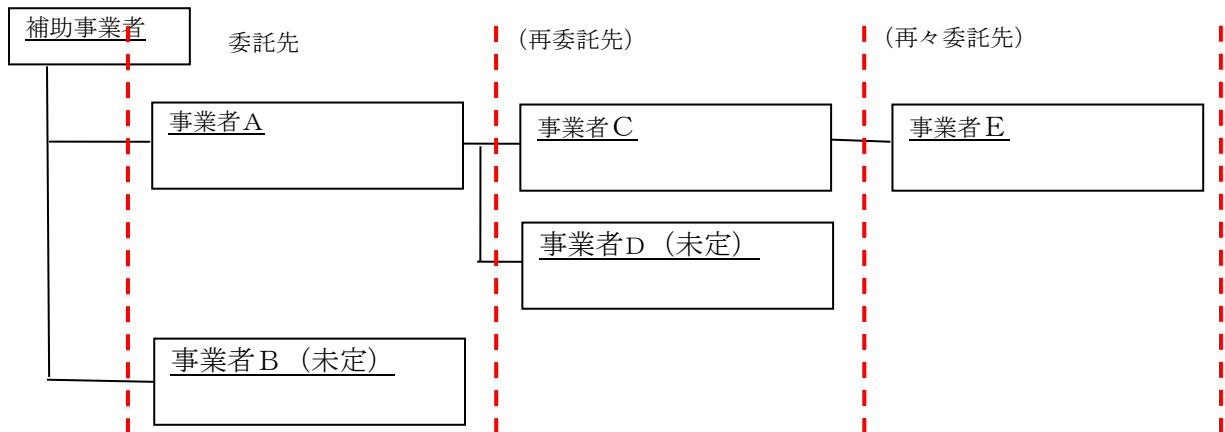 補助事業者
委託先
(再委託先)
(再々委託先)
事業者A
事業者C
事業者E
事業者D（未定）
事業者B（未定）